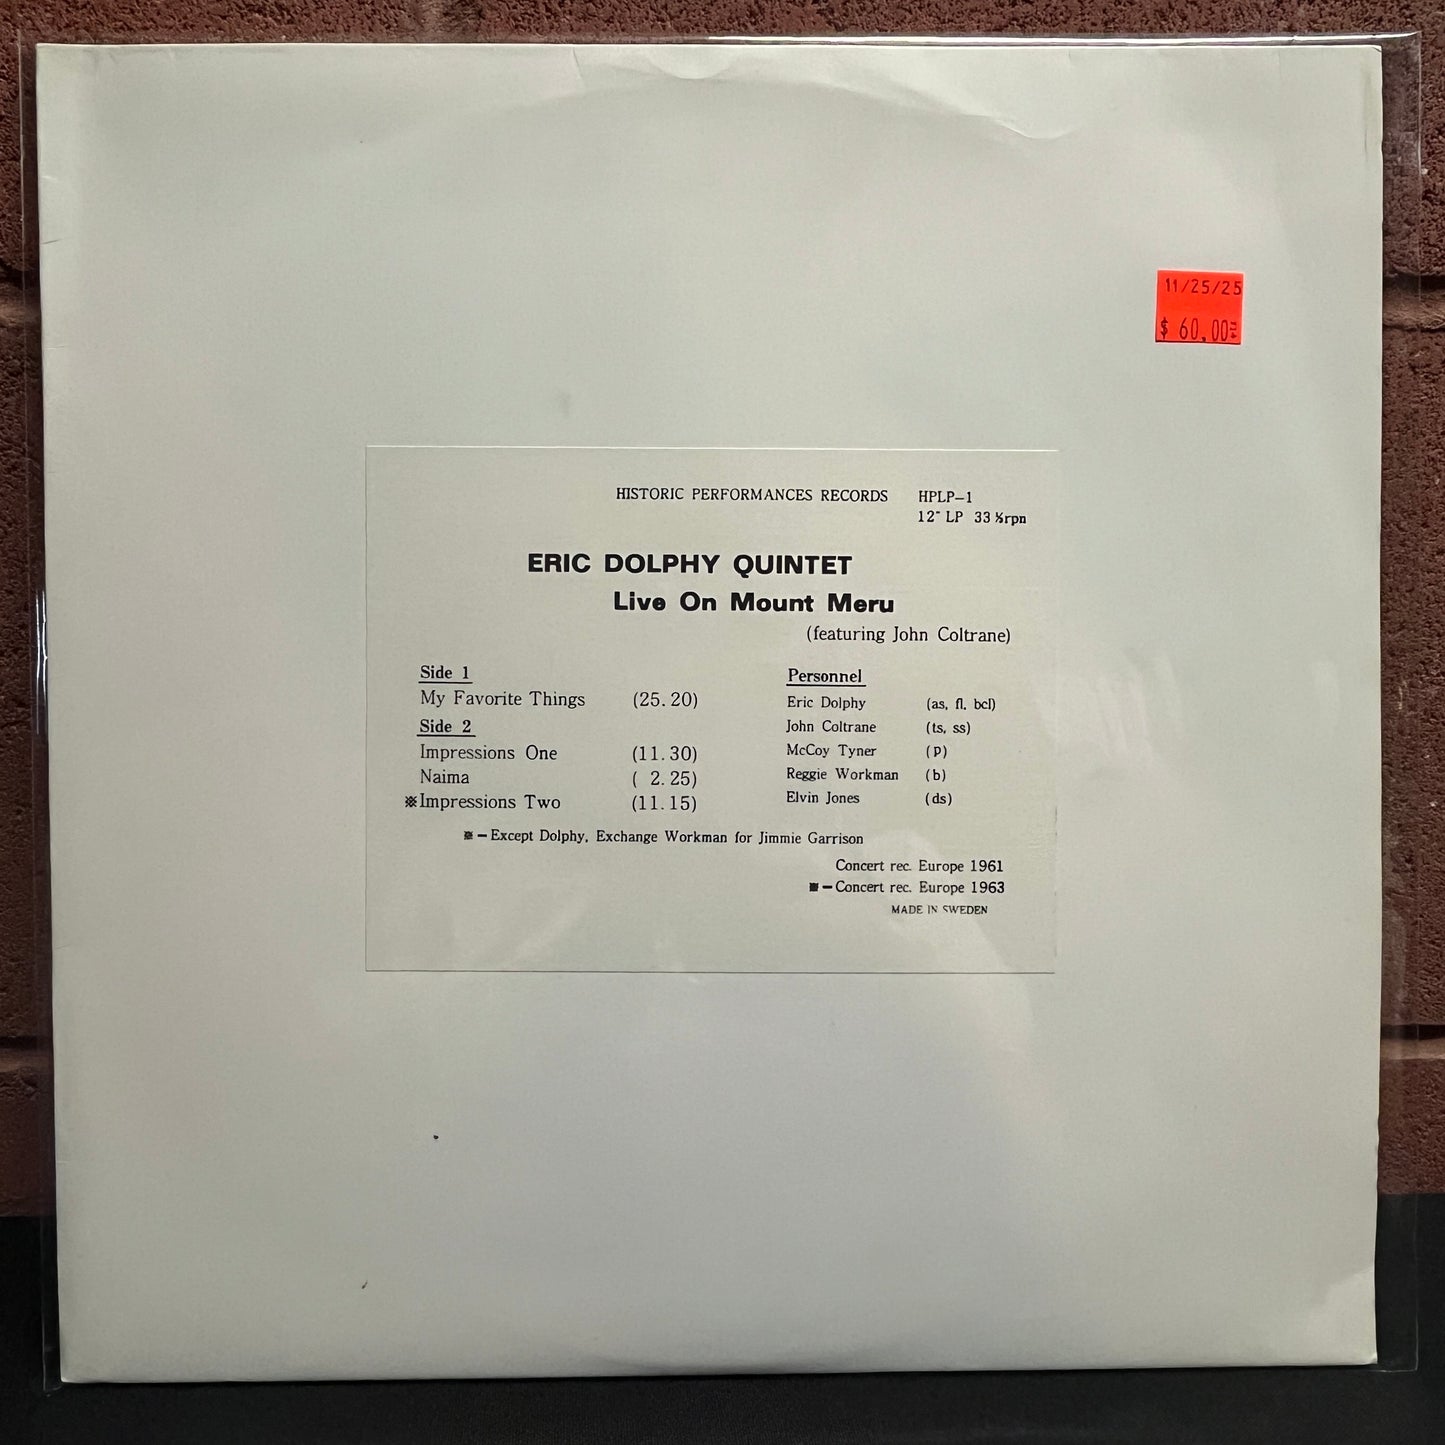 11/25/25
$ 60.00
HISTORIC PERFORMANCES RECORDS HPLP-1
12" LP 33 ⅓rpn
ERIC DOLPHY QUINTET
Live On Mount Meru
(featuring John Coltrane)
Side 1
My Favorite Things (25.20)
Side 2
Impressions One (11.30)
Naima ( 2.25)
※Impressions Two (11.15)
Personnel
Eric Dolphy (as, fl, bcl)
John Coltrane (ts, ss)
McCoy Tyner (p)
Reggie Workman (b)
Elvin Jones (ds)
※-Except Dolphy, Exchange Workman for Jimmie Garrison
Concert rec. Europe 1961
※-Concert rec. Europe 1963
MADE IN SWEDEN